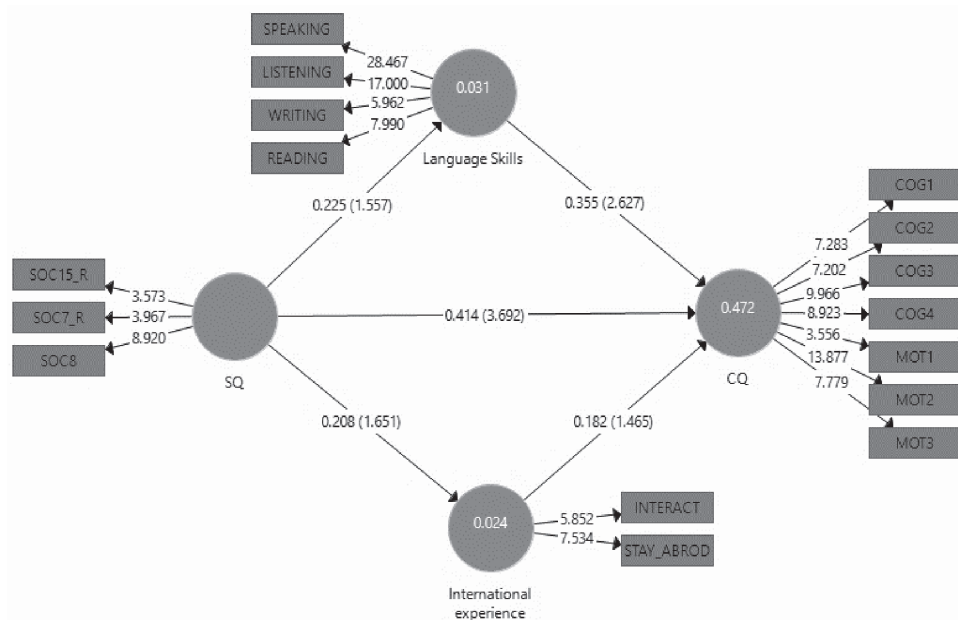 SPEAKING
LISTENING
WRITING
READING
28.467
17.000
5.962
7.990
0.031
Language Skills
0.225 (1.557)
0.355 (2.627)
SOC15_R
SOC7_R
SOC8
3.573
3.967
8.920
SQ
0.414 (3.692)
0.472
CQ
7.283
7.202
9.966
8.923
3.556
13.877
7.779
COG1
COG2
COG3
COG4
MOT1
MOT2
MOT3
0.208 (1.651)
0.182 (1.465)
0.024
International
experience
5.852
7.534
INTERACT
STAY_ABROD